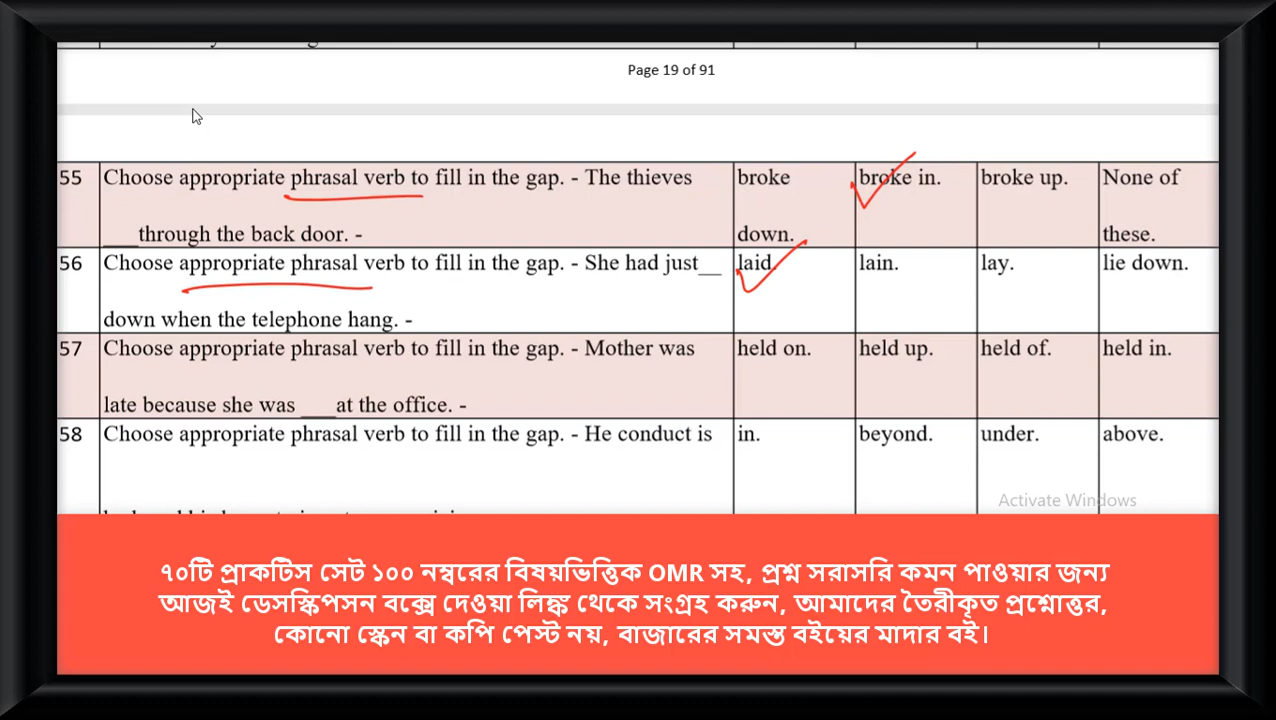 Page 19 of 91
55 Choose appropriate phrasal verb to fill in the gap. - The thieves broke broke in. broke up. None of
___through the back door. - down. these.
56 Choose appropriate phrasal verb to fill in the gap. - She had just__ laid. lain. lay. lie down.
down when the telephone hang. -
57 Choose appropriate phrasal verb to fill in the gap. - Mother was held on. held up. held of. held in.
late because she was ___at the office. -
58 Choose appropriate phrasal verb to fill in the gap. - He conduct is in. beyond. under. above.
Activate Windows
৭০টি প্রাকটিস সেট ১০০ নম্বরের বিষয়ভিত্তিক OMR সহ, প্রশ্ন সরাসরি কমন পাওয়ার জন্য
আজই ডেসস্কিপসন বক্সে দেওয়া লিঙ্ক থেকে সংগ্রহ করুন, আমাদের তৈরীকৃত প্রশ্নোত্তর,
কোনো স্কেন বা কপি পেস্ট নয়, বাজারের সমস্ত বইয়ের মাদার বই।